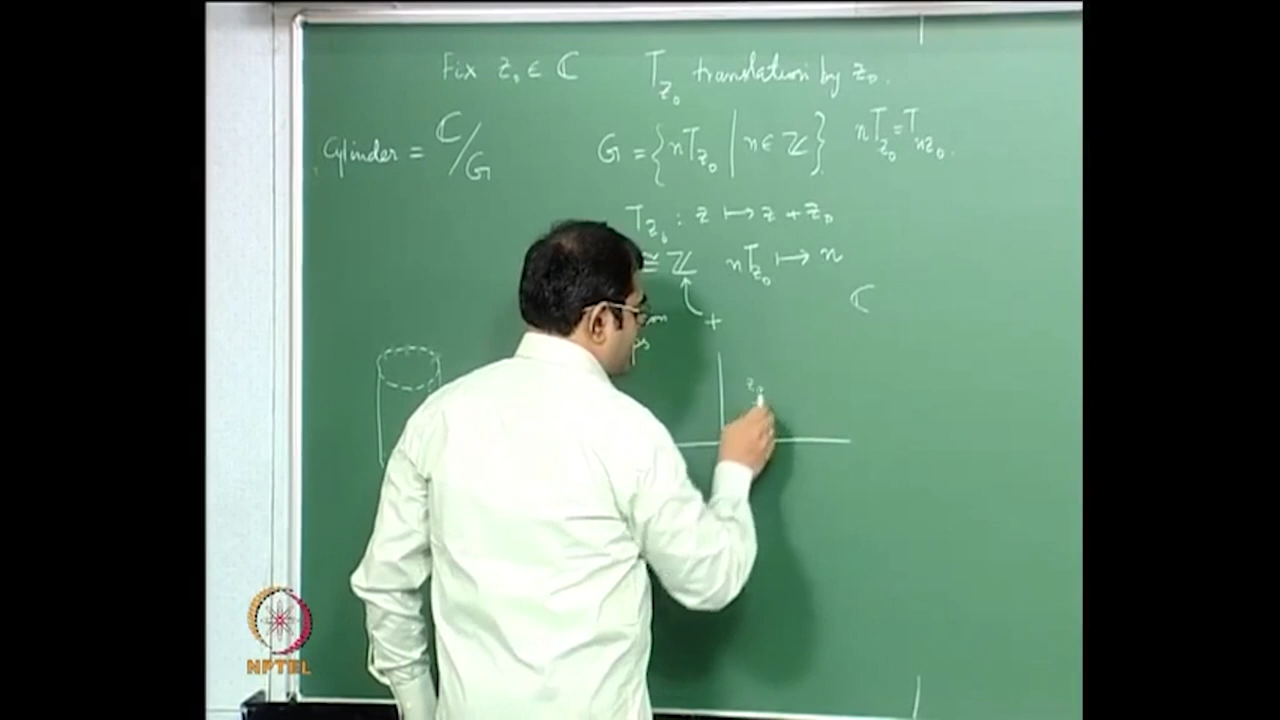 Fix z₀ ∈ ℂ T_{z₀} translation by z₀.
Cylinder = ℂ/G G = {nT_{z₀} | n ∈ ℤ} nT_{z₀} = T_{nz₀}.
T_{z₀} : z ↦ z + z₀
≅ ℤ nT_{z₀} ↦ n
ℂ
+
z₀
NPTEL